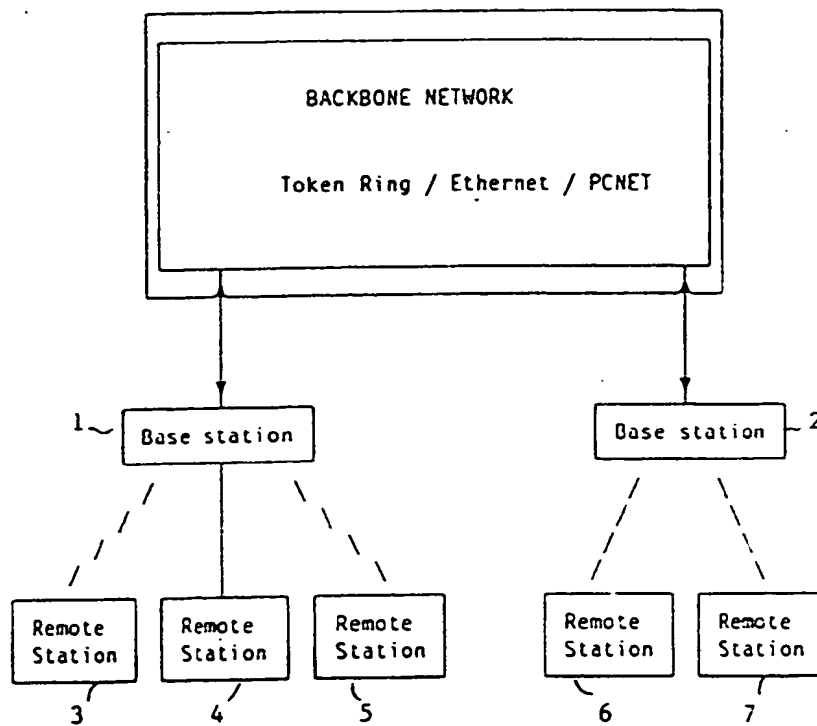 BACKBONE NETWORK
Token Ring / Ethernet / PCNET
1
Base station
Base station
2
Remote
Station
Remote
Station
Remote
Station
Remote
Station
Remote
Station
3
4
5
6
7